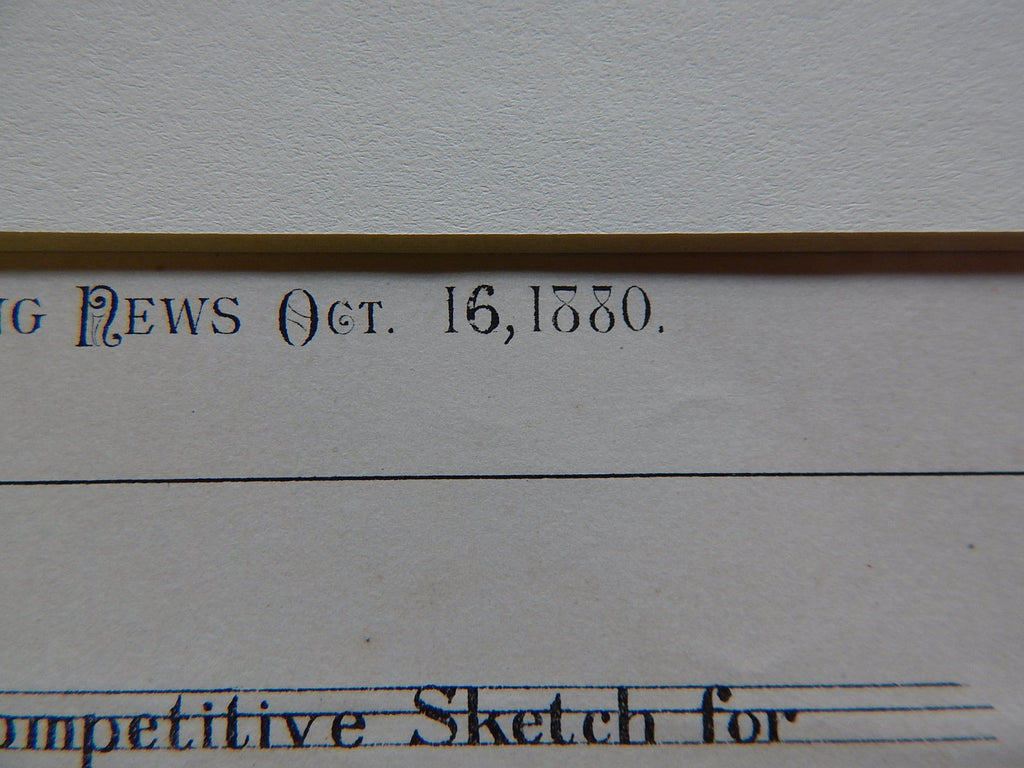 NG NEWS OCT. 16, 1880.
ompetitive Sketch for